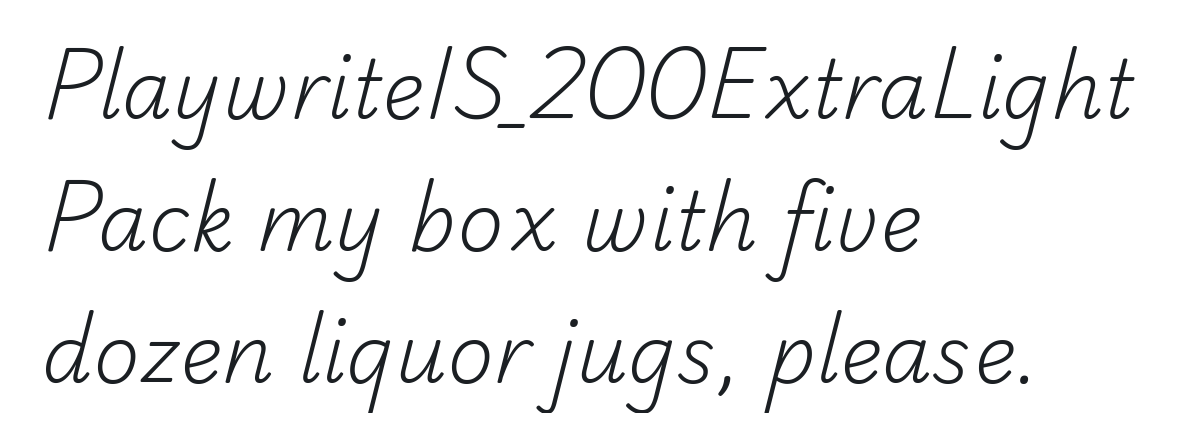 PlaywriteIS_200ExtraLight
Pack my box with five
dozen liquor jugs, please.